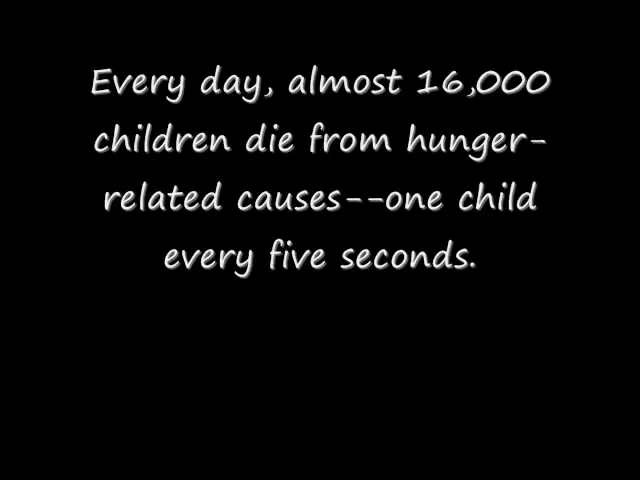 Every day, almost 16,000
children die from hunger-
related causes--one child
every five seconds.